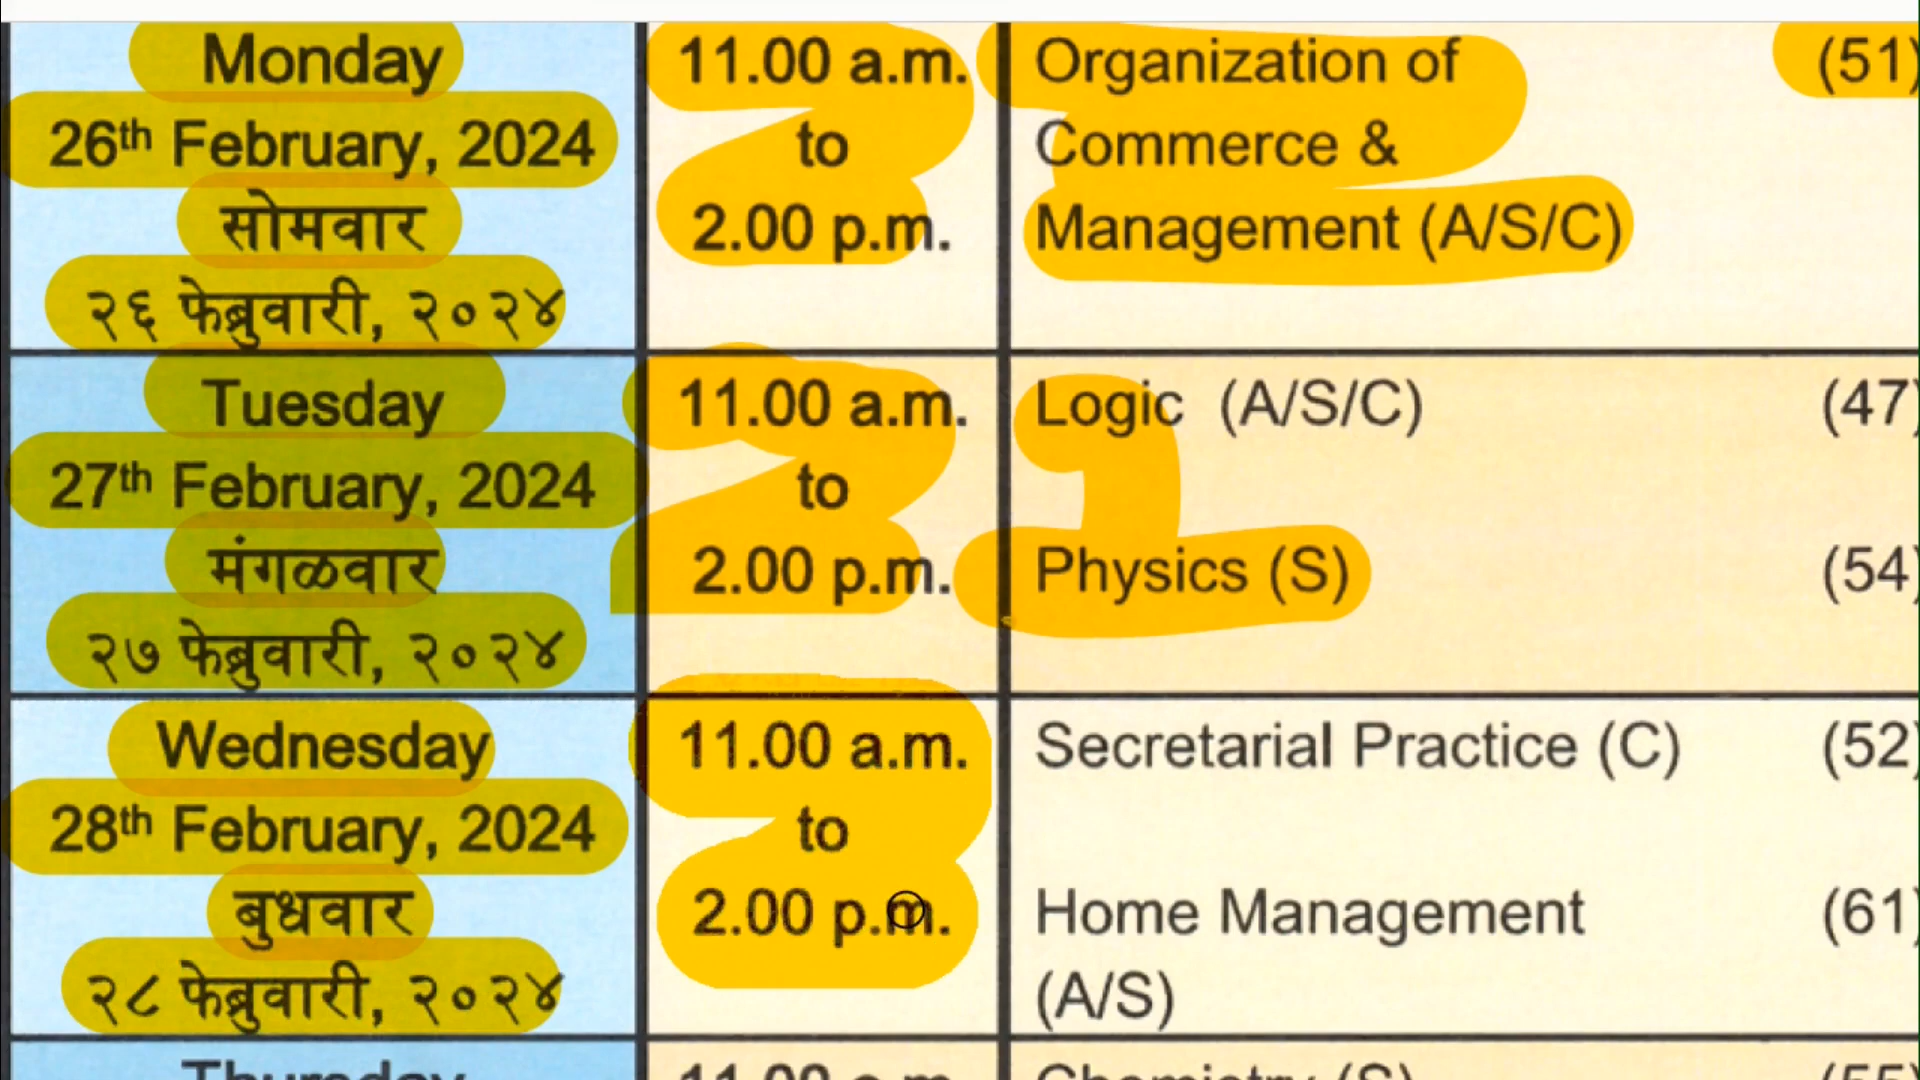 Monday
26th February, 2024
सोमवार
२६ फेब्रुवारी, २०२४
11.00 a.m.
to
2.00 p.m.
Organization of
Commerce &
Management (A/S/C)
(51)
Tuesday
27th February, 2024
मंगळवार
२७ फेब्रुवारी, २०२४
11.00 a.m.
to
2.00 p.m.
Logic (A/S/C)
(47)
Physics (S)
(54)
Wednesday
28th February, 2024
बुधवार
२८ फेब्रुवारी, २०२४
11.00 a.m.
to
2.00 p.m.
Secretarial Practice (C)
(52)
Home Management
(A/S)
(61)
Thursday
11.00 a.m.
Chemistry (S)
(55)